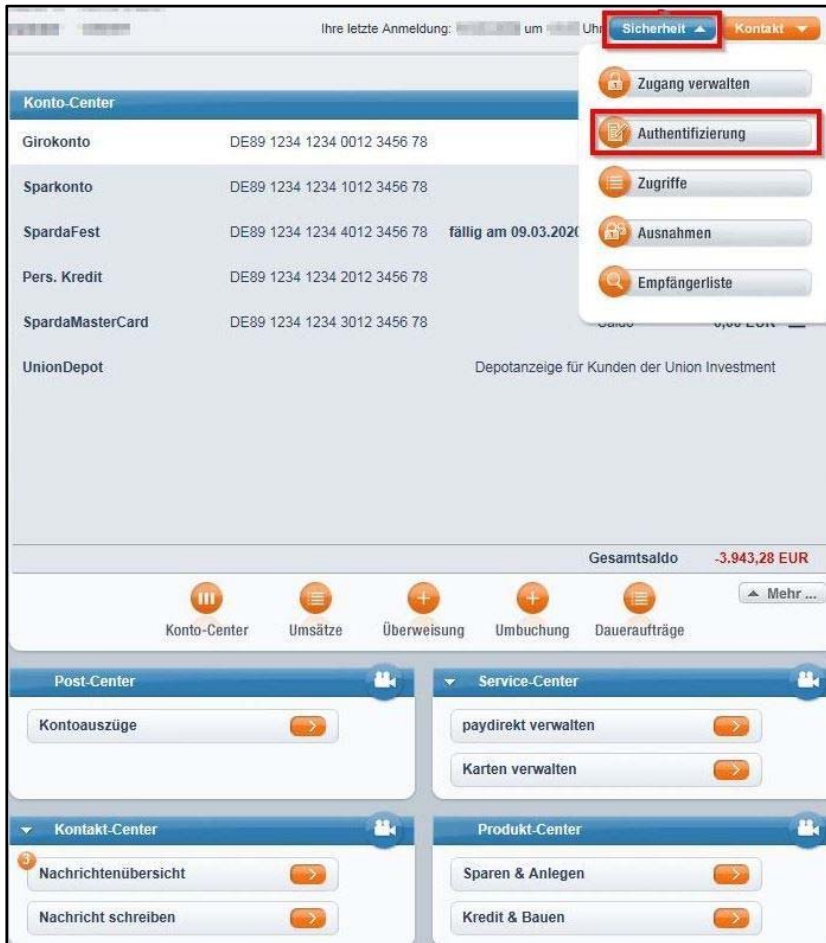 Ihre letzte Anmeldung: um Uhr Sicherheit Kontakt
Zugang verwalten
Konto-Center
Girokonto DE89 1234 1234 0012 3456 78
Authentifizierung
Sparkonto DE89 1234 1234 1012 3456 78
Zugriffe
SpardaFest DE89 1234 1234 4012 3456 78 fällig am 09.03.2020
Ausnahmen
Pers. Kredit DE89 1234 1234 2012 3456 78
Empfängerliste
SpardaMasterCard DE89 1234 1234 3012 3456 78 Saldo 0,00 EUR
UnionDepot Depotanzeige für Kunden der Union Investment
Gesamtsaldo -3.943,28 EUR
Mehr ...
Konto-Center Umsätze Überweisung Umbuchung Daueraufträge
Post-Center Service-Center
Kontoauszüge paydirekt verwalten
Karten verwalten
Kontakt-Center Produkt-Center
3
Nachrichtenübersicht Sparen & Anlegen
Nachricht schreiben Kredit & Bauen